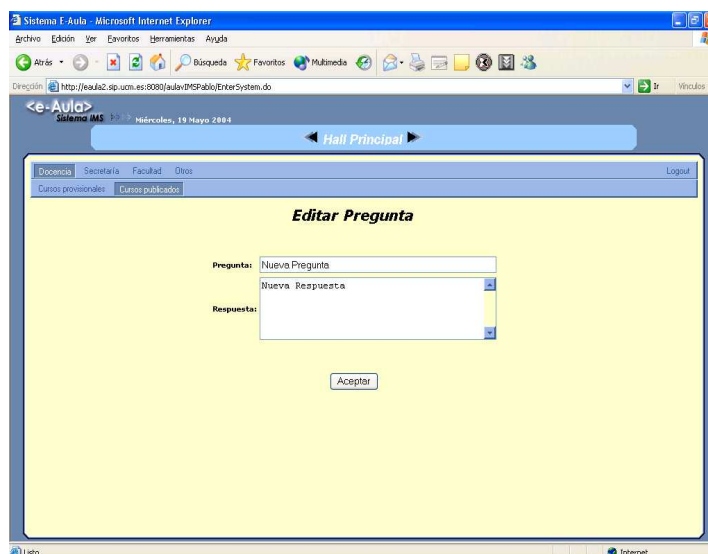 Sistema E-Aula - Microsoft Internet Explorer
Archivo Edición Ver Favoritos Herramientas Ayuda
Atrás Búsqueda Favoritos Multimedia
Dirección http://eaula2.sip.ucm.es:8080/aulavIMSPablo/EnterSystem.do Ir Vínculos
<e-Aula>
Sistema IMS Miércoles, 19 Mayo 2004
Hall Principal
Docencia Secretaría Facultad Otros Logout
Cursos provisionales Cursos publicados
Editar Pregunta
Pregunta: Nueva Pregunta
Nueva Respuesta
Respuesta:
Aceptar
Listo Internet